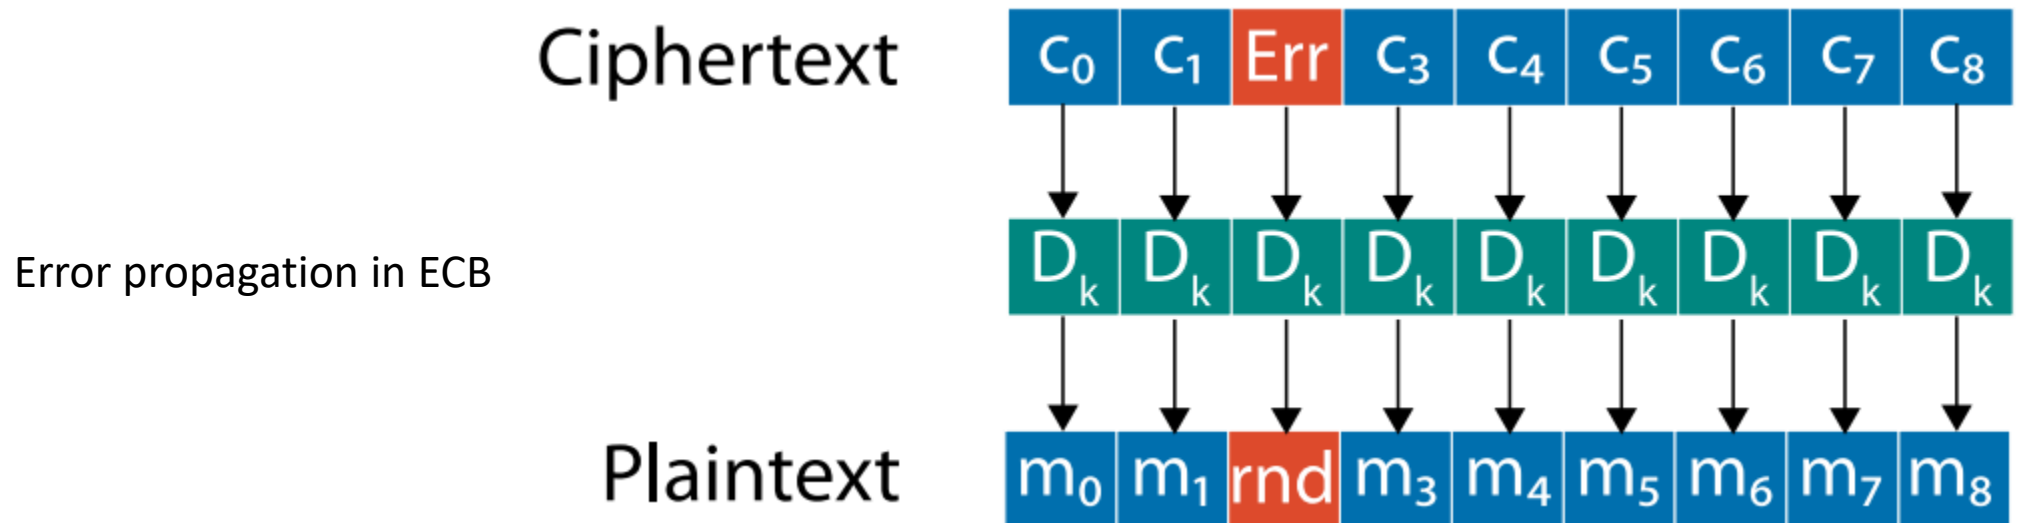 Ciphertext c₀ c₁ Err c₃ c₄ c₅ c₆ c₇ c₈
Error propagation in ECB Dₖ Dₖ Dₖ Dₖ Dₖ Dₖ Dₖ Dₖ Dₖ
Plaintext m₀ m₁ rnd m₃ m₄ m₅ m₆ m₇ m₈